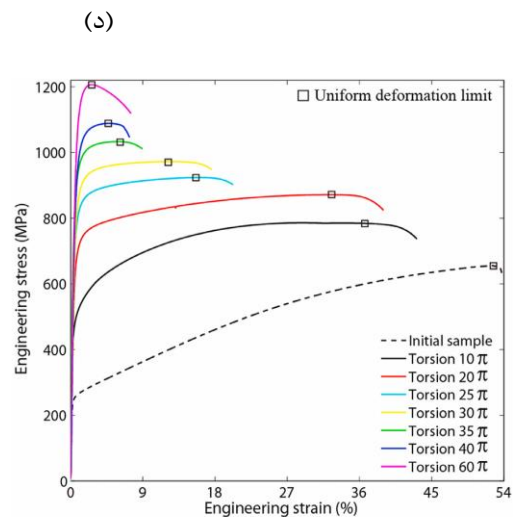 (د)
□ Uniform deformation limit
1200
1000
800
600
400
200
0
Engineering stress (MPa)
Initial sample
Torsion 10 π
Torsion 20 π
Torsion 25 π
Torsion 30 π
Torsion 35 π
Torsion 40 π
Torsion 60 π
0 9 18 27 36 45 54
Engineering strain (%)